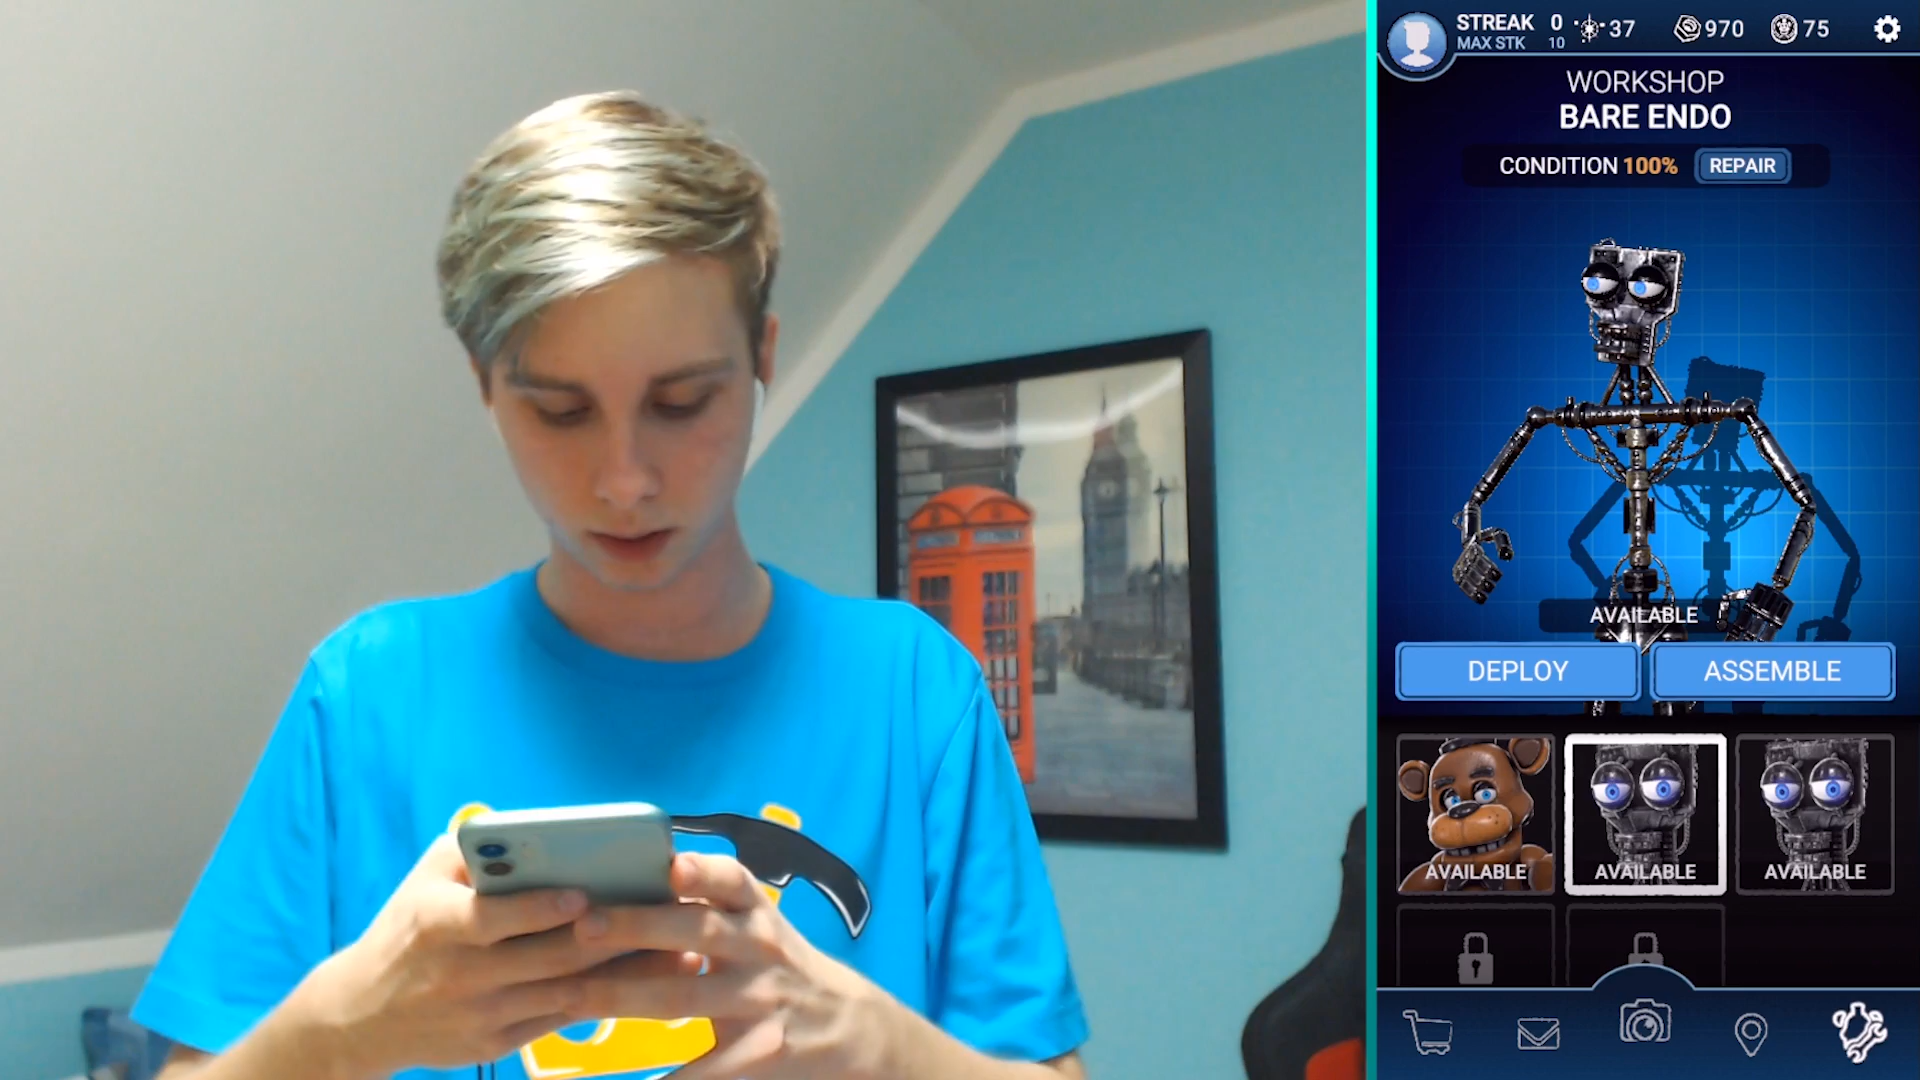 STREAK 0
MAX STK 10
37
970
75
WORKSHOP
BARE ENDO
CONDITION 100% REPAIR
AVAILABLE
DEPLOY
ASSEMBLE
AVAILABLE
AVAILABLE
AVAILABLE